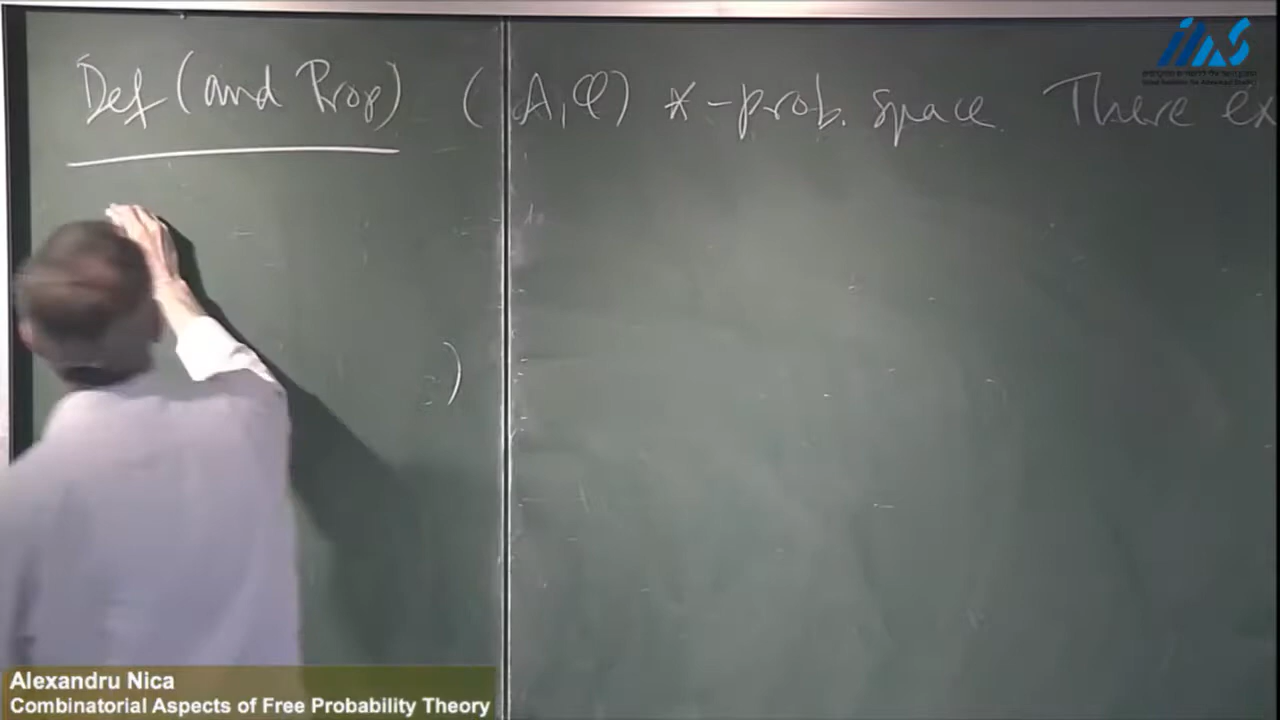 Def (and Prop) (A, φ) *-prob. space. There ex
)
Alexandru Nica
Combinatorial Aspects of Free Probability Theory